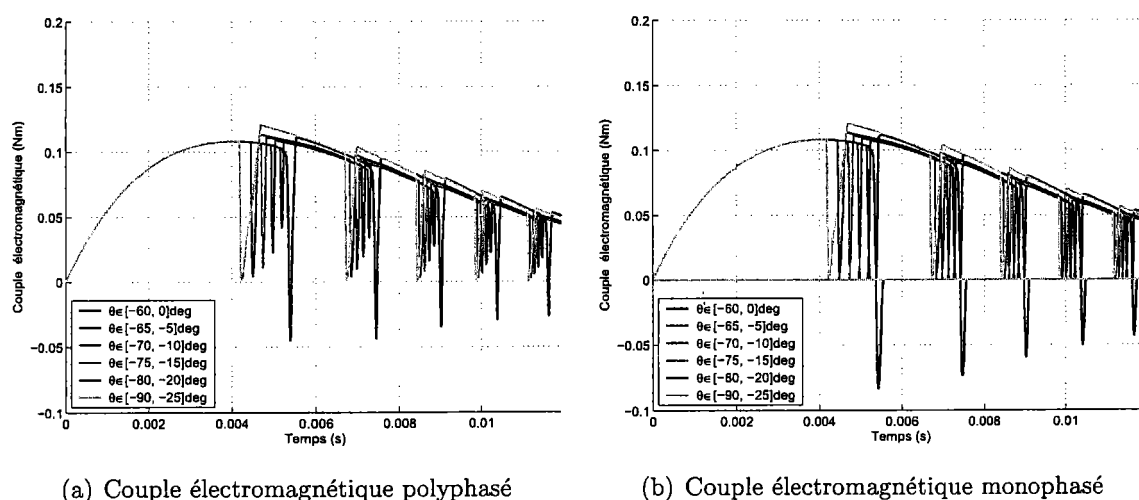 0.2
0.15
0.1
0.05
0
-0.05
-0.1
Couple électromagnétique (Nm)
θ∈[-60, 0]deg
θ∈[-65, -5]deg
θ∈[-70, -10]deg
θ∈[-75, -15]deg
θ∈[-80, -20]deg
θ∈[-90, -25]deg
0 0.002 0.004 0.006 0.008 0.01
Temps (s)
(a) Couple électromagnétique polyphasé
0.2
0.15
0.1
0.05
0
-0.05
-0.1
Couple électromagnétique (Nm)
θ∈[-60, 0]deg
θ∈[-65, -5]deg
θ∈[-70, -10]deg
θ∈[-75, -15]deg
θ∈[-80, -20]deg
θ∈[-90, -25]deg
0 0.002 0.004 0.006 0.008 0.01
Temps (s)
(b) Couple électromagnétique monophasé